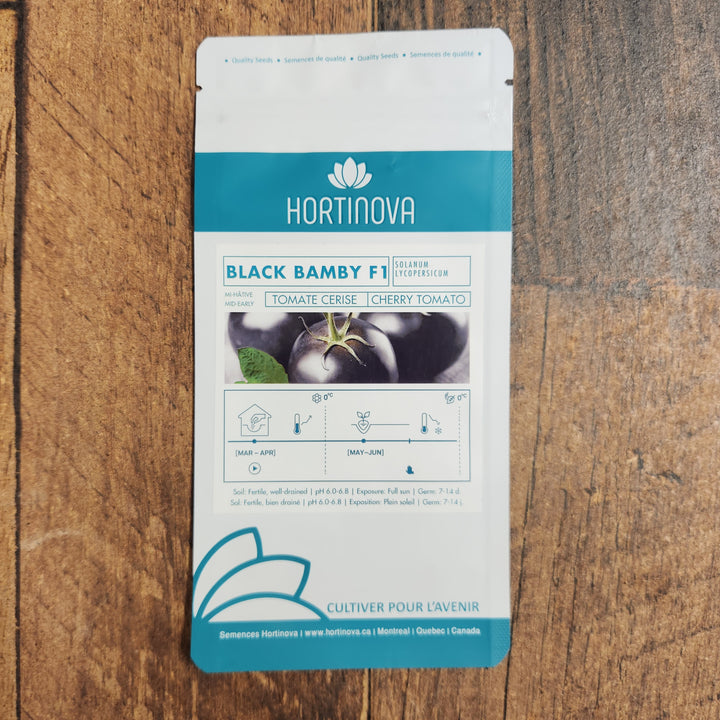 • Quality Seeds • Semences de qualité • Quality Seeds • Semences de qualité •
HORTINOVA
BLACK BAMBY F1
SOLANUM
LYCOPERSICUM
MI-HÂTIVE
MID-EARLY
TOMATE CERISE | CHERRY TOMATO
0°C
0°C
[MAR – APR]
[MAY–JUN]
Soil: Fertile, well-drained | pH 6.0-6.8 | Exposure: Full sun | Germ: 7-14 d.
Sol: Fertile, bien drainé | pH 6.0-6.8 | Exposition: Plein soleil | Germ: 7-14 j.
CULTIVER POUR L'AVENIR
Semences Hortinova | www.hortinova.ca | Montreal | Quebec | Canada